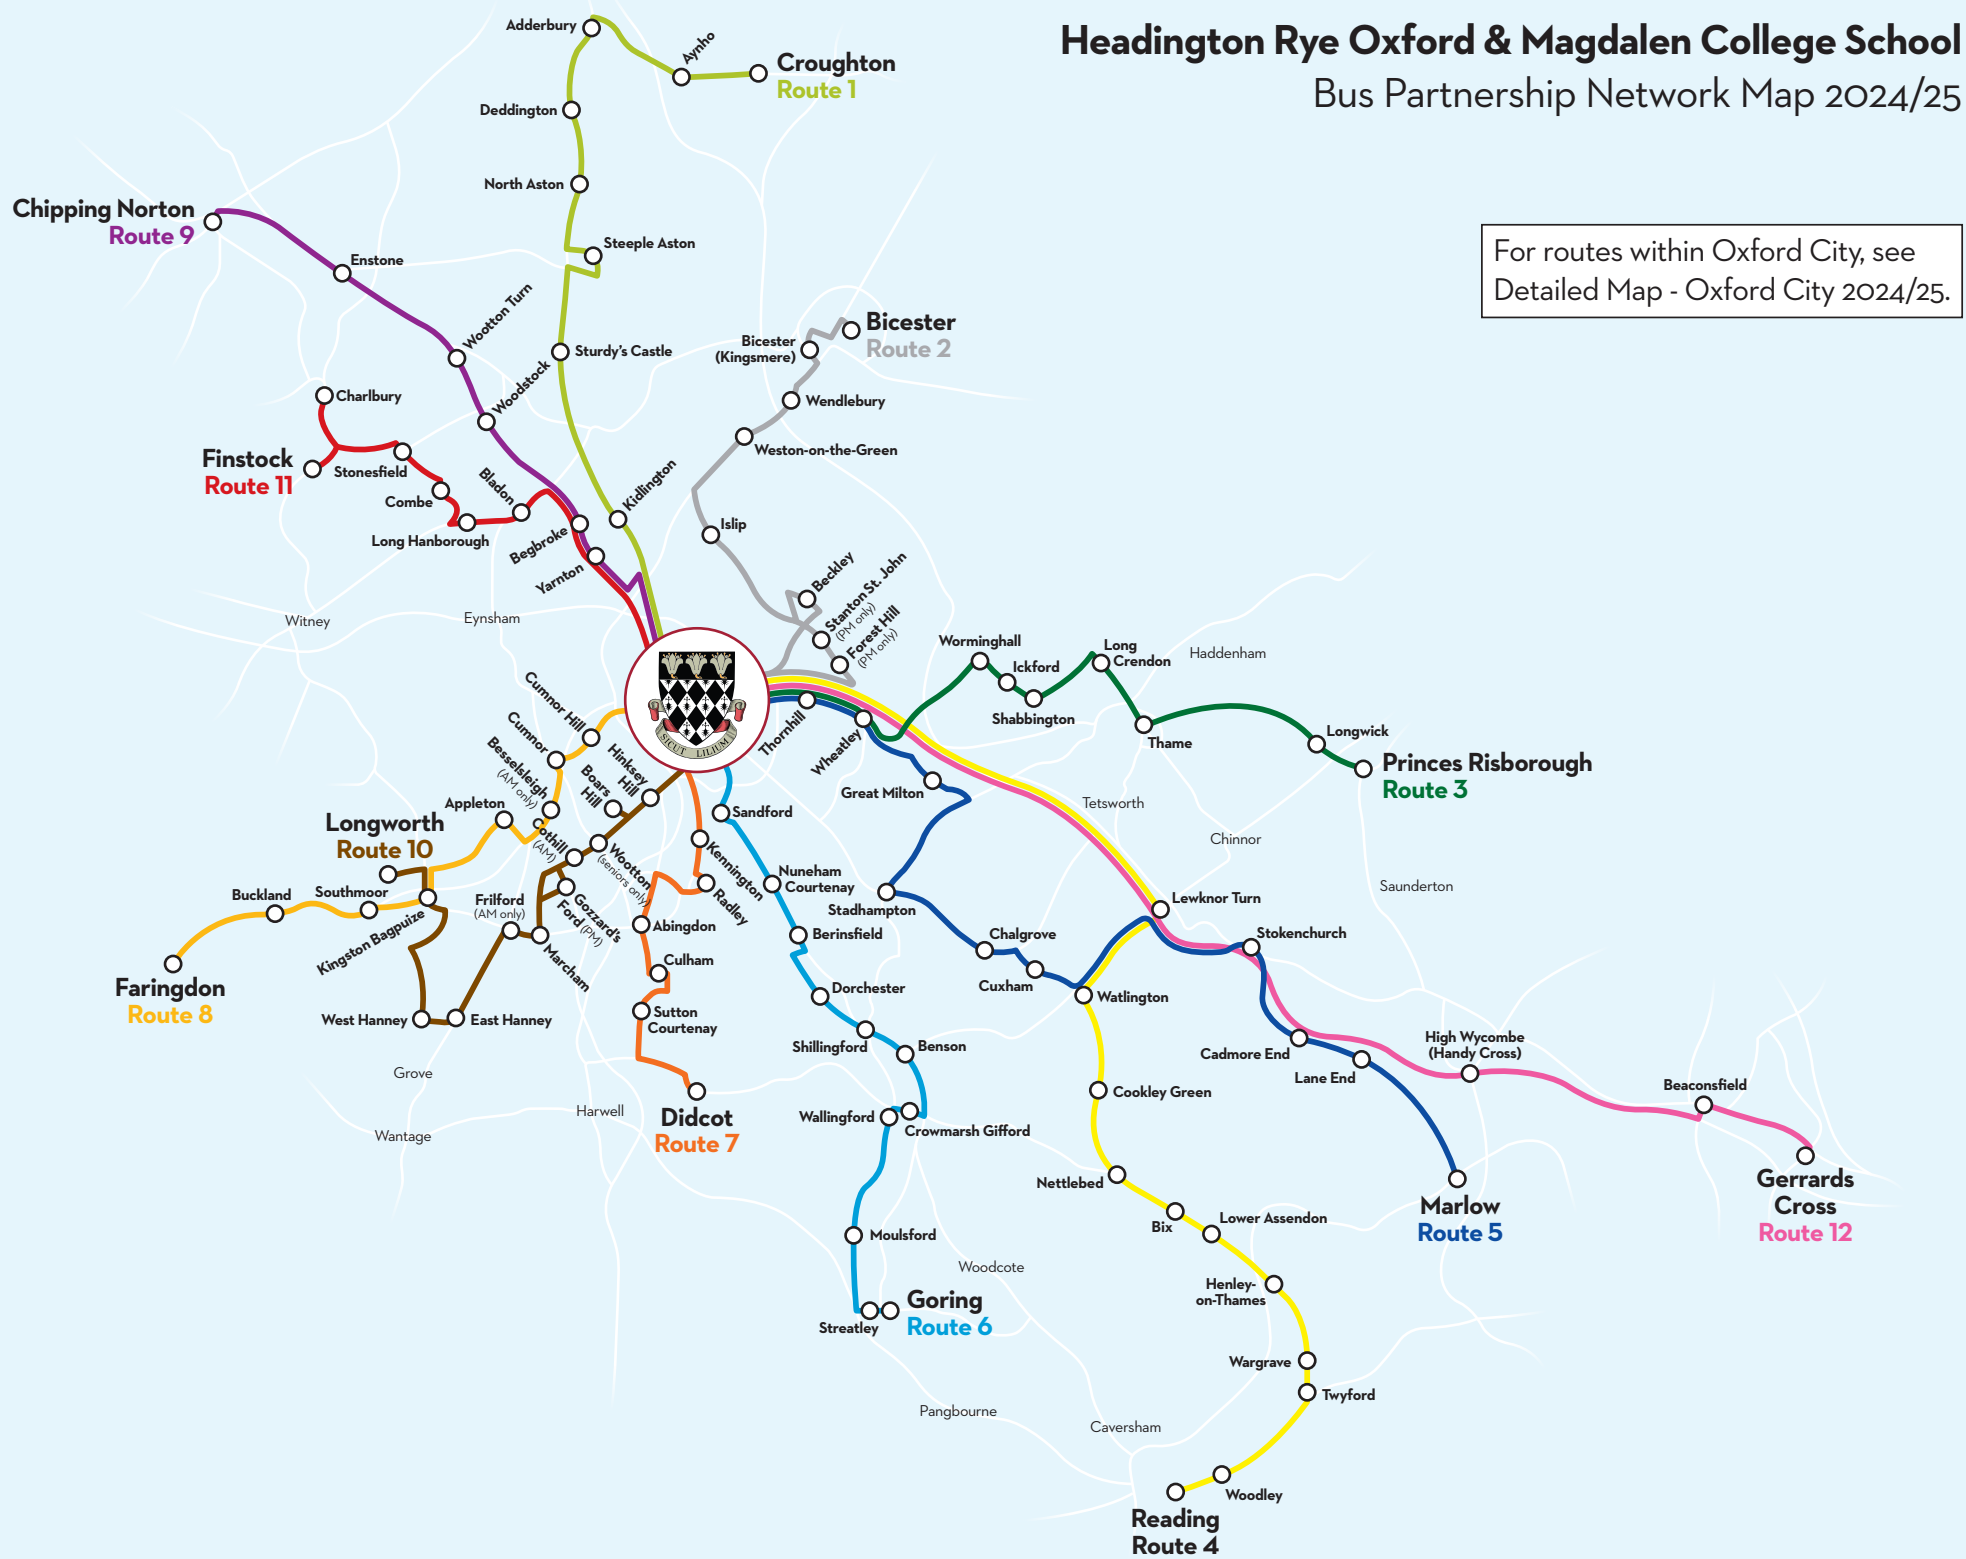 Headington Rye Oxford & Magdalen College School
Bus Partnership Network Map 2024/25
For routes within Oxford City, see
Detailed Map - Oxford City 2024/25.
Adderbury
Aynho
Croughton
Route 1
Deddington
North Aston
Steeple Aston
Sturdy's Castle
Kidlington
Chipping Norton
Route 9
Enstone
Wootton Turn
Woodstock
Begbroke
Yarnton
Charlbury
Finstock
Route 11
Stonesfield
Combe
Long Hanborough
Bladon
Bicester
Route 2
Bicester
(Kingsmere)
Wendlebury
Weston-on-the-Green
Islip
Beckley
Stanton St. John
(PM only)
Forest Hill
(PM only)
Witney
Eynsham
SICUT LILIUM
Worminghall
Ickford
Shabbington
Long
Crendon
Haddenham
Thame
Longwick
Princes Risborough
Route 3
Thornhill
Wheatley
Great Milton
Tetsworth
Chinnor
Saunderton
Stadhampton
Chalgrove
Cuxham
Watlington
Lewknor Turn
Stokenchurch
Cadmore End
Lane End
Marlow
Route 5
High Wycombe
(Handy Cross)
Beaconsfield
Gerrards
Cross
Route 12
Cumnor Hill
Cumnor
Besselsleigh
(AM only)
Appleton
Longworth
Route 10
Buckland
Southmoor
Kingston Bagpuize
Faringdon
Route 8
Hinksey
Hill
Boars
Hill
Wootton
(seniors only)
Cothill
(AM)
Gozzard's
Ford (PM)
Frilford
(AM only)
Marcham
West Hanney
East Hanney
Grove
Wantage
Harwell
Kennington
Radley
Abingdon
Culham
Sutton
Courtenay
Didcot
Route 7
Sandford
Nuneham
Courtenay
Berinsfield
Dorchester
Shillingford
Benson
Wallingford
Crowmarsh Gifford
Moulsford
Streatley
Goring
Route 6
Woodcote
Pangbourne
Caversham
Cookley Green
Nettlebed
Bix
Lower Assendon
Henley-
on-Thames
Wargrave
Twyford
Woodley
Reading
Route 4